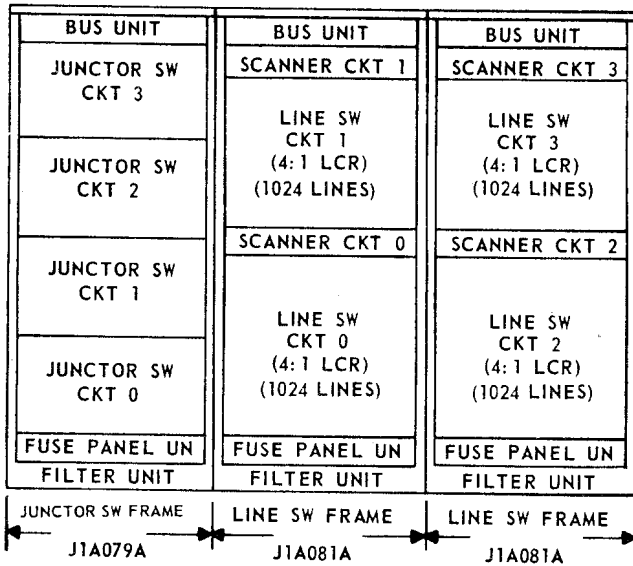 BUS UNIT
JUNCTOR SW
CKT 3
JUNCTOR SW
CKT 2
JUNCTOR SW
CKT 1
JUNCTOR SW
CKT 0
FUSE PANEL UN
FILTER UNIT
JUNCTOR SW FRAME
J1A079A
BUS UNIT
SCANNER CKT 1
LINE SW
CKT 1
(4:1 LCR)
(1024 LINES)
SCANNER CKT 0
LINE SW
CKT 0
(4:1 LCR)
(1024 LINES)
FUSE PANEL UN
FILTER UNIT
LINE SW FRAME
J1A081A
BUS UNIT
SCANNER CKT 3
LINE SW
CKT 3
(4:1 LCR)
(1024 LINES)
SCANNER CKT 2
LINE SW
CKT 2
(4:1 LCR)
(1024 LINES)
FUSE PANEL UN
FILTER UNIT
LINE SW FRAME
J1A081A